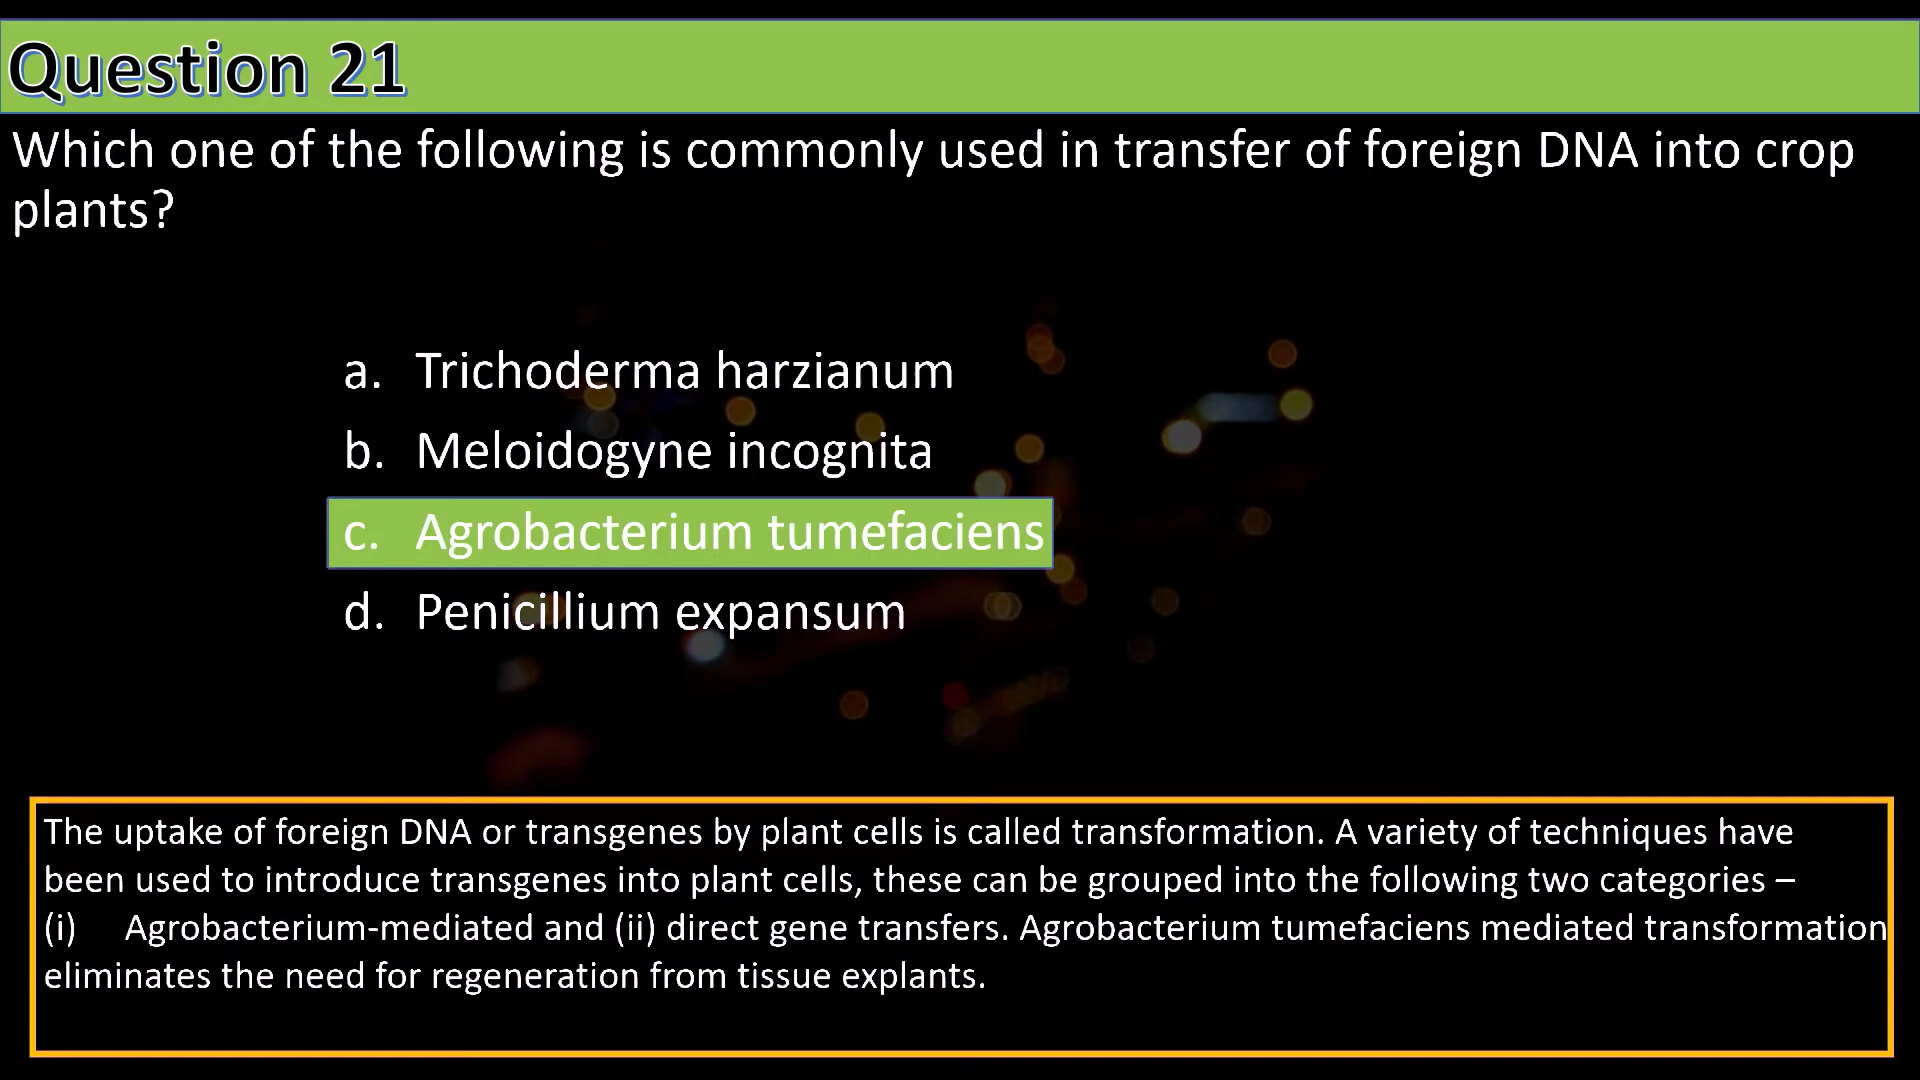 Question 21
Which one of the following is commonly used in transfer of foreign DNA into crop
plants?
a. Trichoderma harzianum
b. Meloidogyne incognita
c. Agrobacterium tumefaciens
d. Penicillium expansum
The uptake of foreign DNA or transgenes by plant cells is called transformation. A variety of techniques have
been used to introduce transgenes into plant cells, these can be grouped into the following two categories –
(i) Agrobacterium-mediated and (ii) direct gene transfers. Agrobacterium tumefaciens mediated transformation
eliminates the need for regeneration from tissue explants.